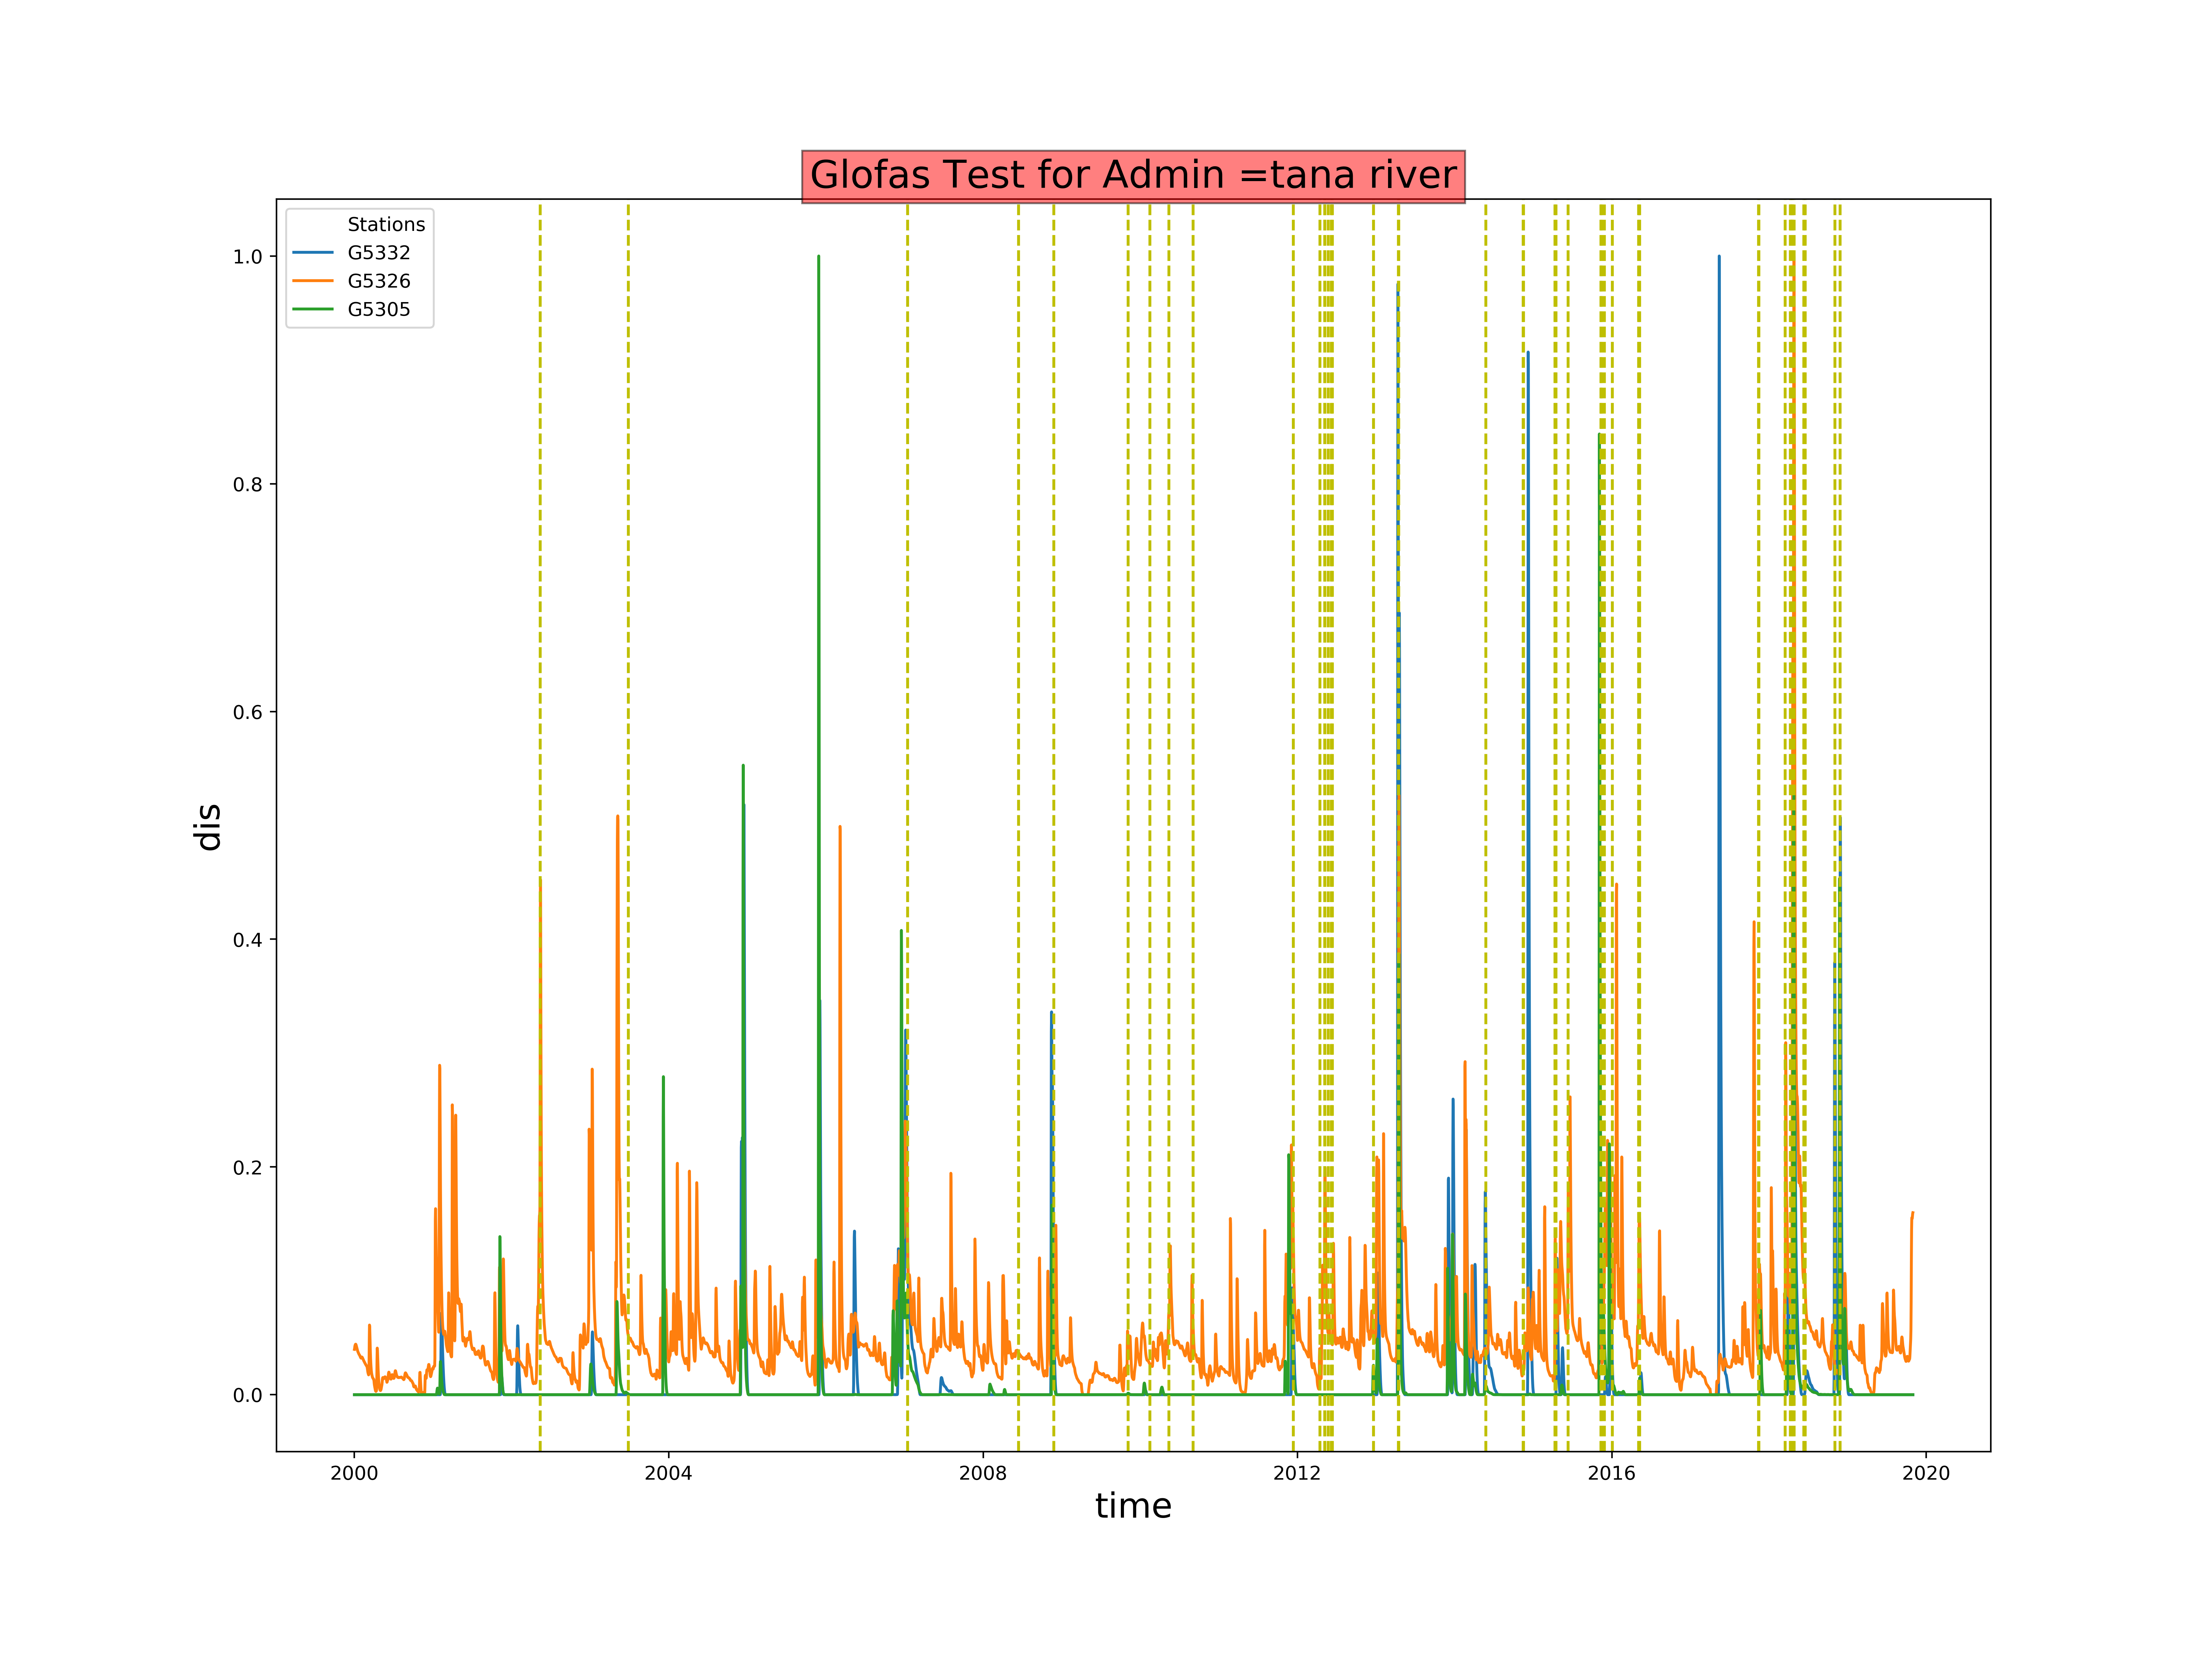 Glofas Test for Admin =tana river
Stations
G5332
G5326
G5305
1.0
0.8
0.6
0.4
0.2
0.0
dis
2000 2004 2008 2012 2016 2020
time